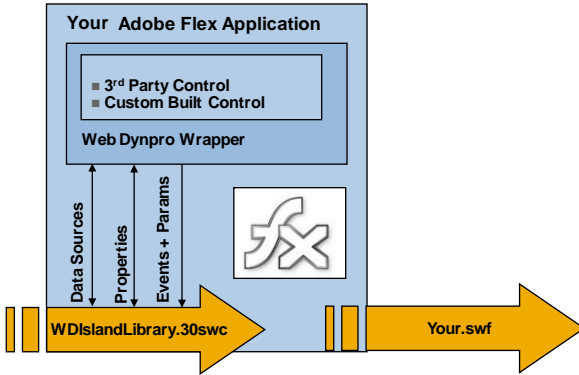 Your Adobe Flex Application
3rd Party Control
Custom Built Control
Web Dynpro Wrapper
Data Sources
Properties
Events + Params
fx
WDIslandLibrary.30swc
Your.swf